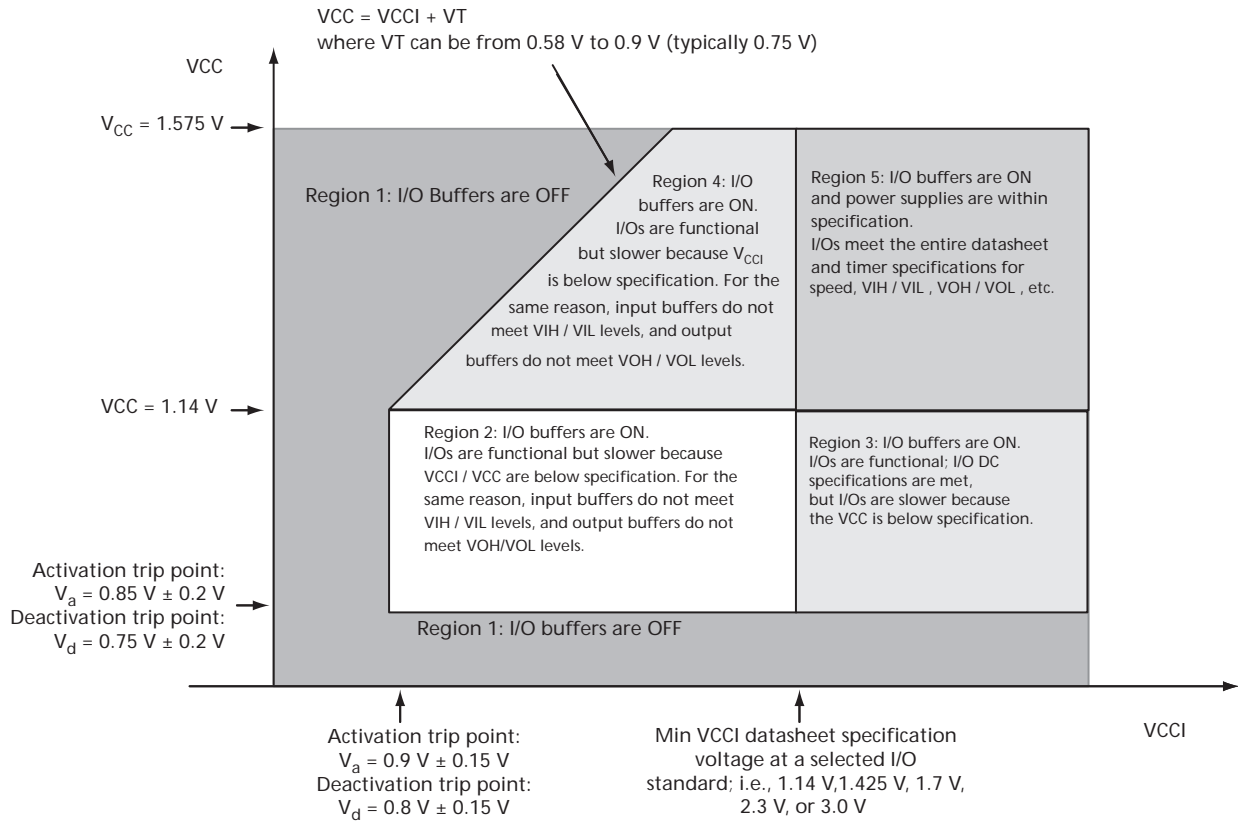 VCC = VCCI + VT
where VT can be from 0.58 V to 0.9 V (typically 0.75 V)
VCC
VCC = 1.575 V
Region 1: I/O Buffers are OFF
Region 4: I/O
buffers are ON.
I/Os are functional
but slower because VCCI
is below specification. For the
same reason, input buffers do not
meet VIH / VIL levels, and output
buffers do not meet VOH / VOL levels.
Region 5: I/O buffers are ON
and power supplies are within
specification.
I/Os meet the entire datasheet
and timer specifications for
speed, VIH / VIL , VOH / VOL , etc.
VCC = 1.14 V
Region 2: I/O buffers are ON.
I/Os are functional but slower because
VCCI / VCC are below specification. For the
same reason, input buffers do not meet
VIH / VIL levels, and output buffers do not
meet VOH/VOL levels.
Region 3: I/O buffers are ON.
I/Os are functional; I/O DC
specifications are met,
but I/Os are slower because
the VCC is below specification.
Activation trip point:
Va = 0.85 V ± 0.2 V
Deactivation trip point:
Vd = 0.75 V ± 0.2 V
Region 1: I/O buffers are OFF
Activation trip point:
Va = 0.9 V ± 0.15 V
Deactivation trip point:
Vd = 0.8 V ± 0.15 V
Min VCCI datasheet specification
voltage at a selected I/O
standard; i.e., 1.14 V,1.425 V, 1.7 V,
2.3 V, or 3.0 V
VCCI